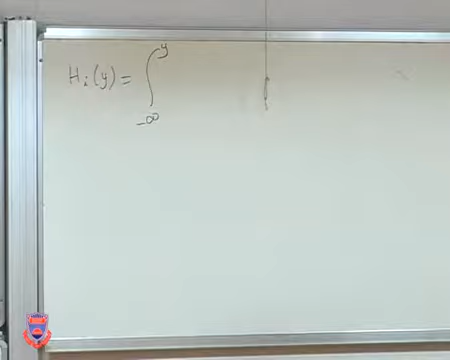 H_i(y) = ∫_{-∞}^{y}